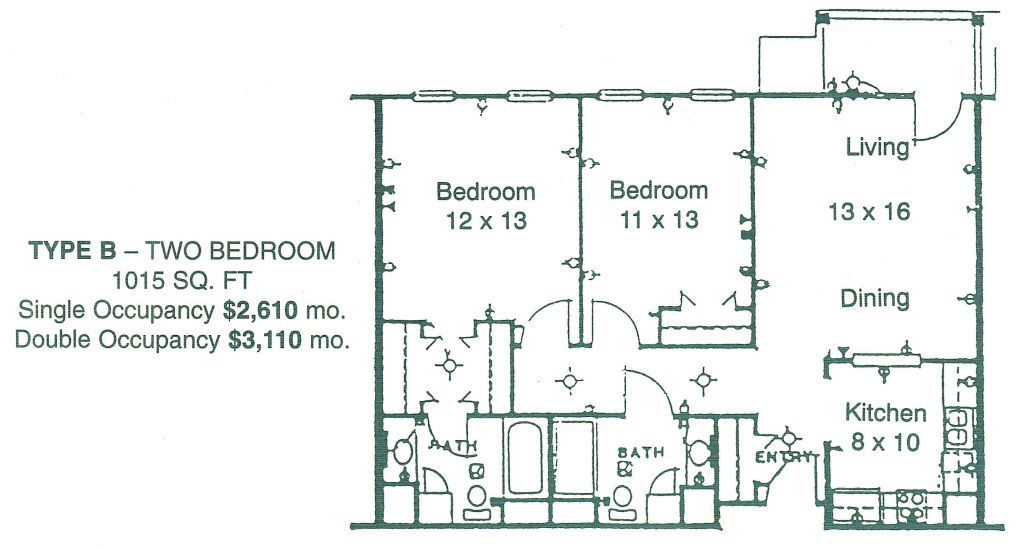 TYPE B – TWO BEDROOM
1015 SQ. FT
Single Occupancy $2,610 mo.
Double Occupancy $3,110 mo.
Bedroom
12 x 13
Bedroom
11 x 13
Living
13 x 16
Dining
Kitchen
8 x 10
BATH
BATH
ENTRY